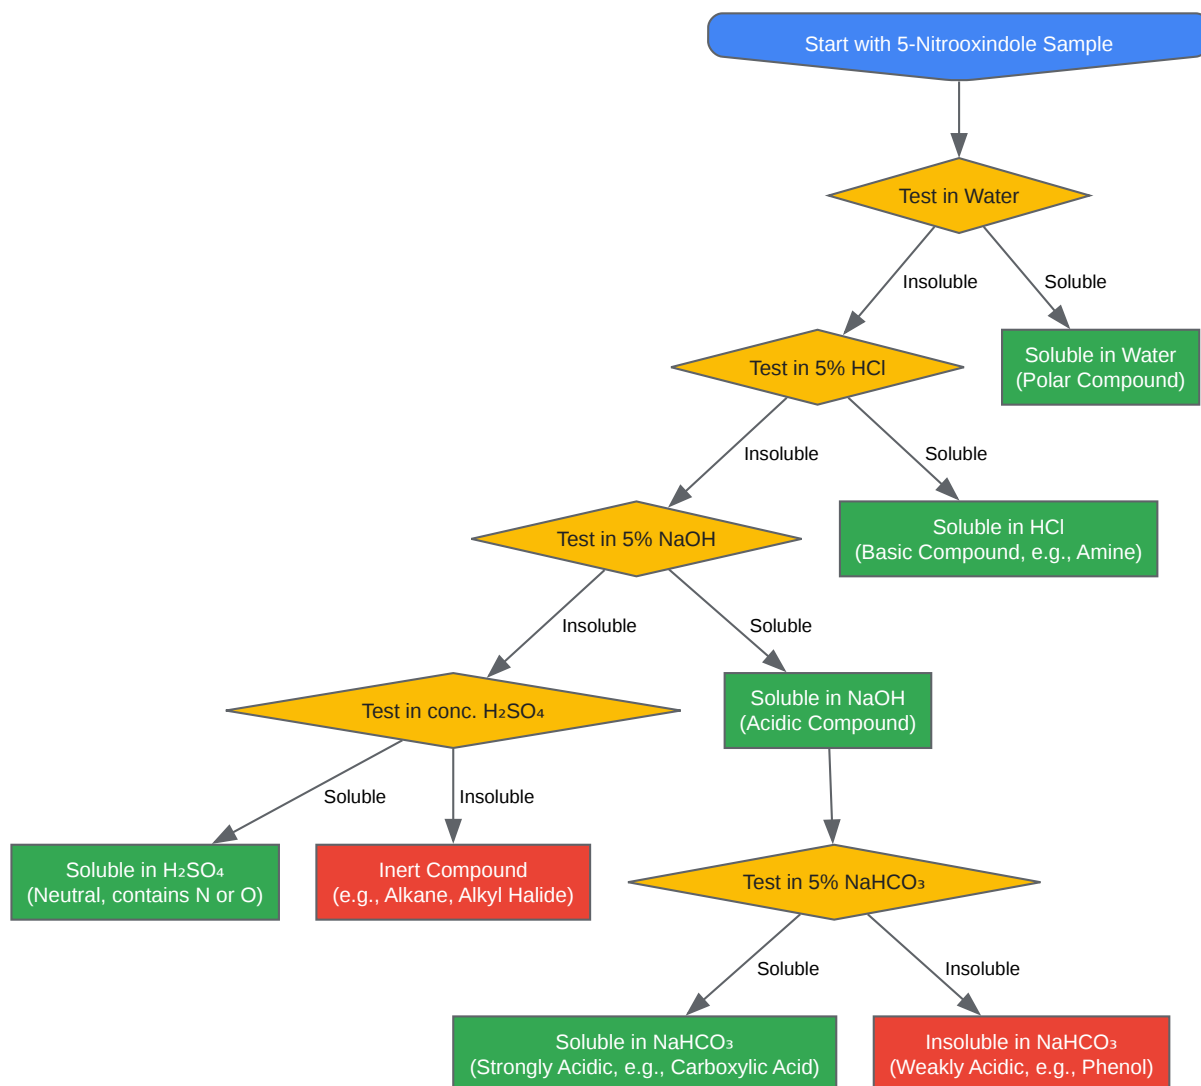 Start with 5-Nitrooxindole Sample
Test in Water
Insoluble
Soluble
Test in 5% HCl
Soluble in Water
(Polar Compound)
Insoluble
Soluble
Test in 5% NaOH
Soluble in HCl
(Basic Compound, e.g., Amine)
Insoluble
Soluble
Test in conc. H₂SO₄
Soluble in NaOH
(Acidic Compound)
Soluble
Insoluble
Soluble in H₂SO₄
(Neutral, contains N or O)
Inert Compound
(e.g., Alkane, Alkyl Halide)
Test in 5% NaHCO₃
Soluble
Insoluble
Soluble in NaHCO₃
(Strongly Acidic, e.g., Carboxylic Acid)
Insoluble in NaHCO₃
(Weakly Acidic, e.g., Phenol)